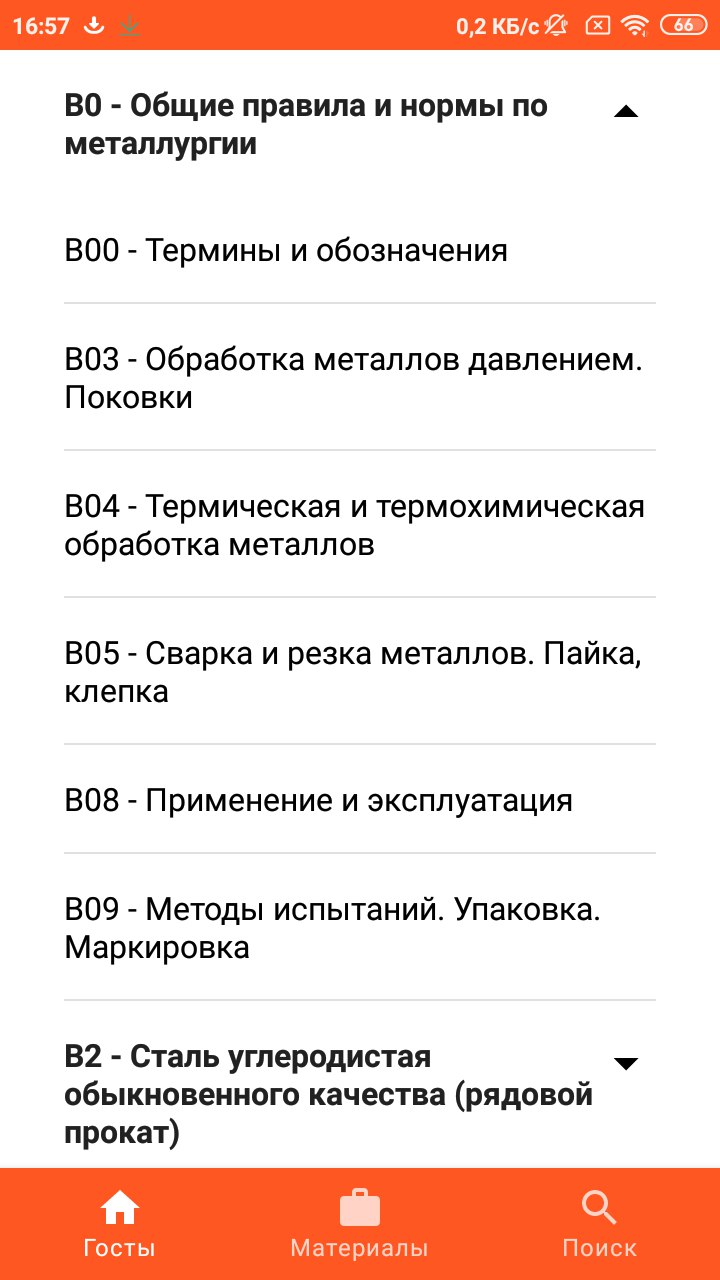 16:57
0,2 КБ/с
66
В0 - Общие правила и нормы по
металлургии
В00 - Термины и обозначения
В03 - Обработка металлов давлением.
Поковки
В04 - Термическая и термохимическая
обработка металлов
В05 - Сварка и резка металлов. Пайка,
клепка
В08 - Применение и эксплуатация
В09 - Методы испытаний. Упаковка.
Маркировка
В2 - Сталь углеродистая
обыкновенного качества (рядовой
прокат)
Госты
Материалы
Поиск